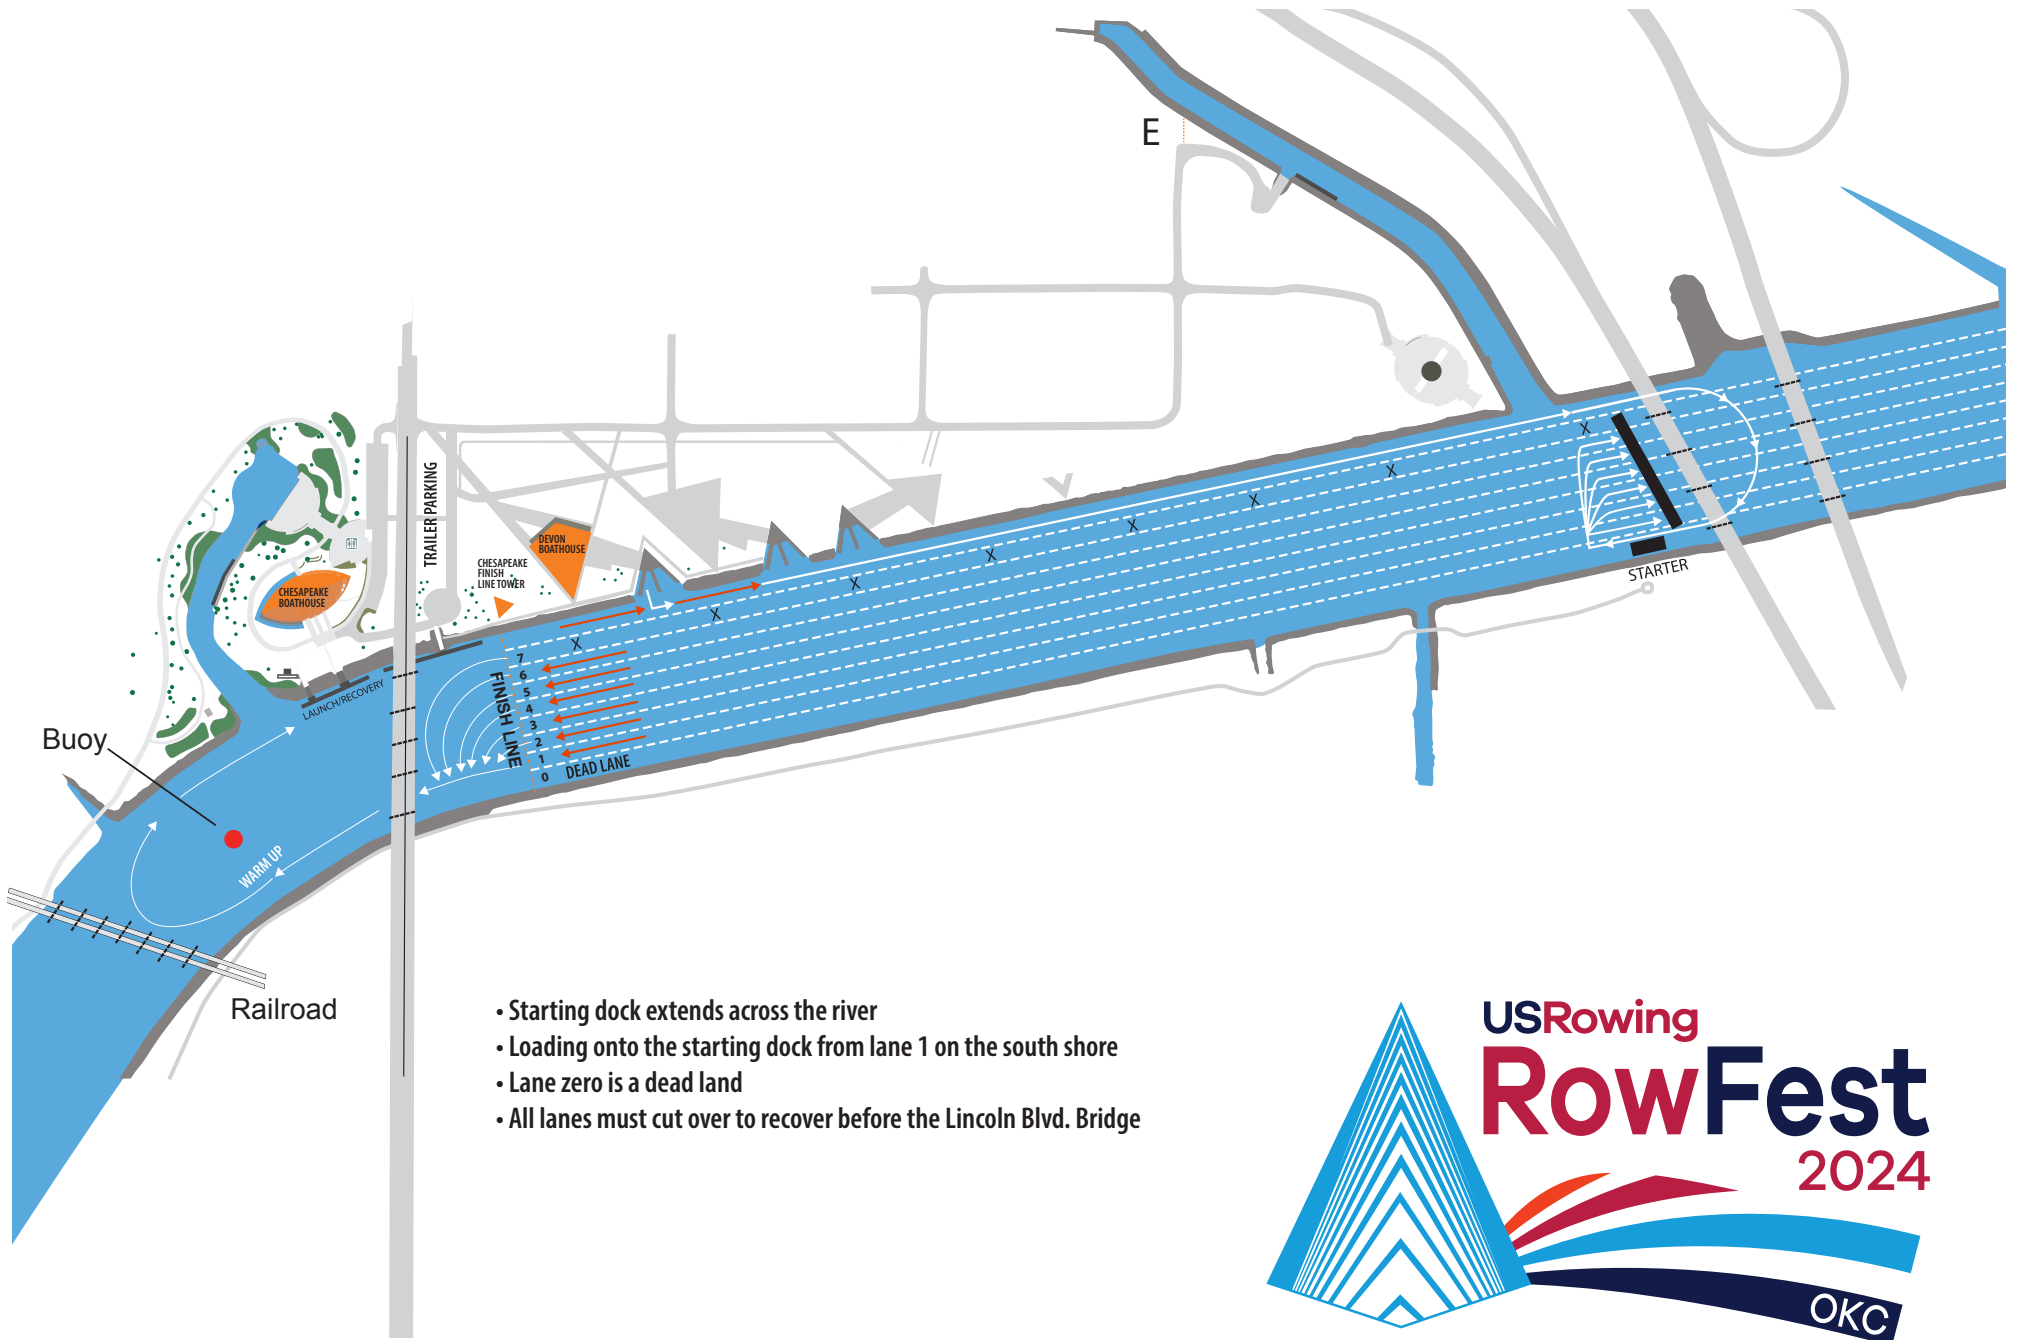 E
TRAILER PARKING
DEVON
BOATHOUSE
CHESAPEAKE
FINISH
LINE TOWER
CHESAPEAKE
BOATHOUSE
X
X
X
X
X
X
X
X
STARTER
LAUNCH/RECOVERY
FINISH LINE
7
6
5
4
3
2
1
0
DEAD LANE
Buoy
WARM UP
Railroad
• Starting dock extends across the river
• Loading onto the starting dock from lane 1 on the south shore
• Lane zero is a dead land
• All lanes must cut over to recover before the Lincoln Blvd. Bridge
USRowing
RowFest
2024
OKC